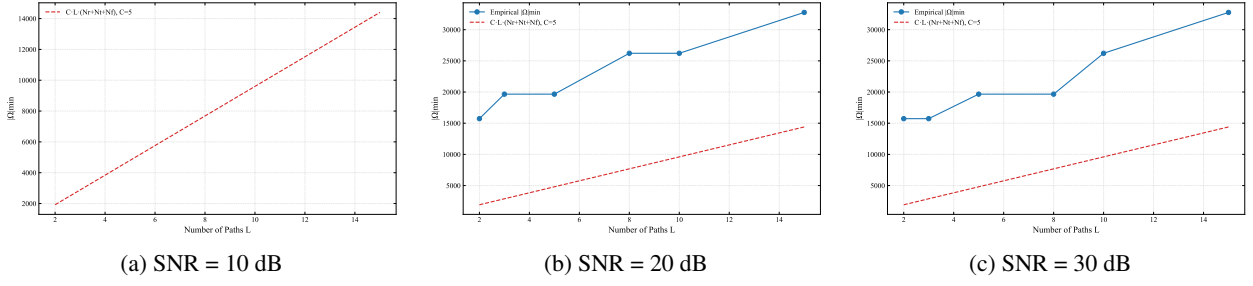 C·L·(Nr+Nt+Nf), C=5
14000
12000
10000
8000
6000
4000
2000
|Ω|min
2 4 6 8 10 12 14
Number of Paths L
(a) SNR = 10 dB
Empirical |Ω|min
C·L·(Nr+Nt+Nf), C=5
30000
25000
20000
15000
10000
5000
|Ω|min
2 4 6 8 10 12 14
Number of Paths L
(b) SNR = 20 dB
Empirical |Ω|min
C·L·(Nr+Nt+Nf), C=5
30000
25000
20000
15000
10000
5000
|Ω|min
2 4 6 8 10 12 14
Number of Paths L
(c) SNR = 30 dB